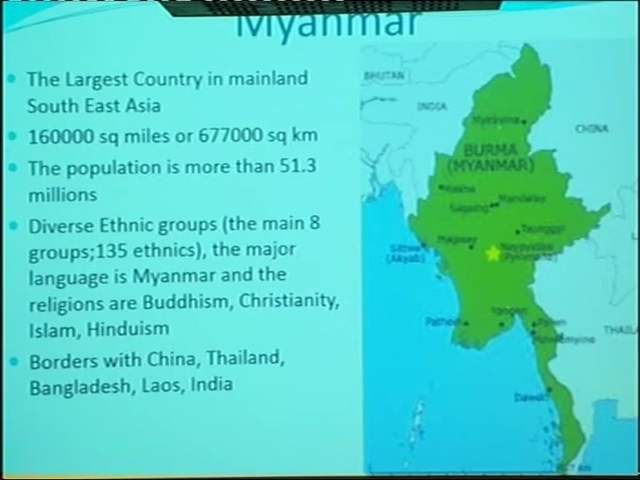 Myanmar
The Largest Country in mainland
South East Asia
160000 sq miles or 677000 sq km
The population is more than 51.3
millions
Diverse Ethnic groups (the main 8
groups;135 ethnics), the major
language is Myanmar and the
religions are Buddhism, Christianity,
Islam, Hinduism
Borders with China, Thailand,
Bangladesh, Laos, India
BHUTAN
INDIA
CHINA
Myitkyina
BURMA
(MYANMAR)
Mandalay
Sagaing
Taunggyi
Magway
Sittwe
(Akyab)
Naypyidaw
(Pyinmana)
Yangon
Pathein
Dawei